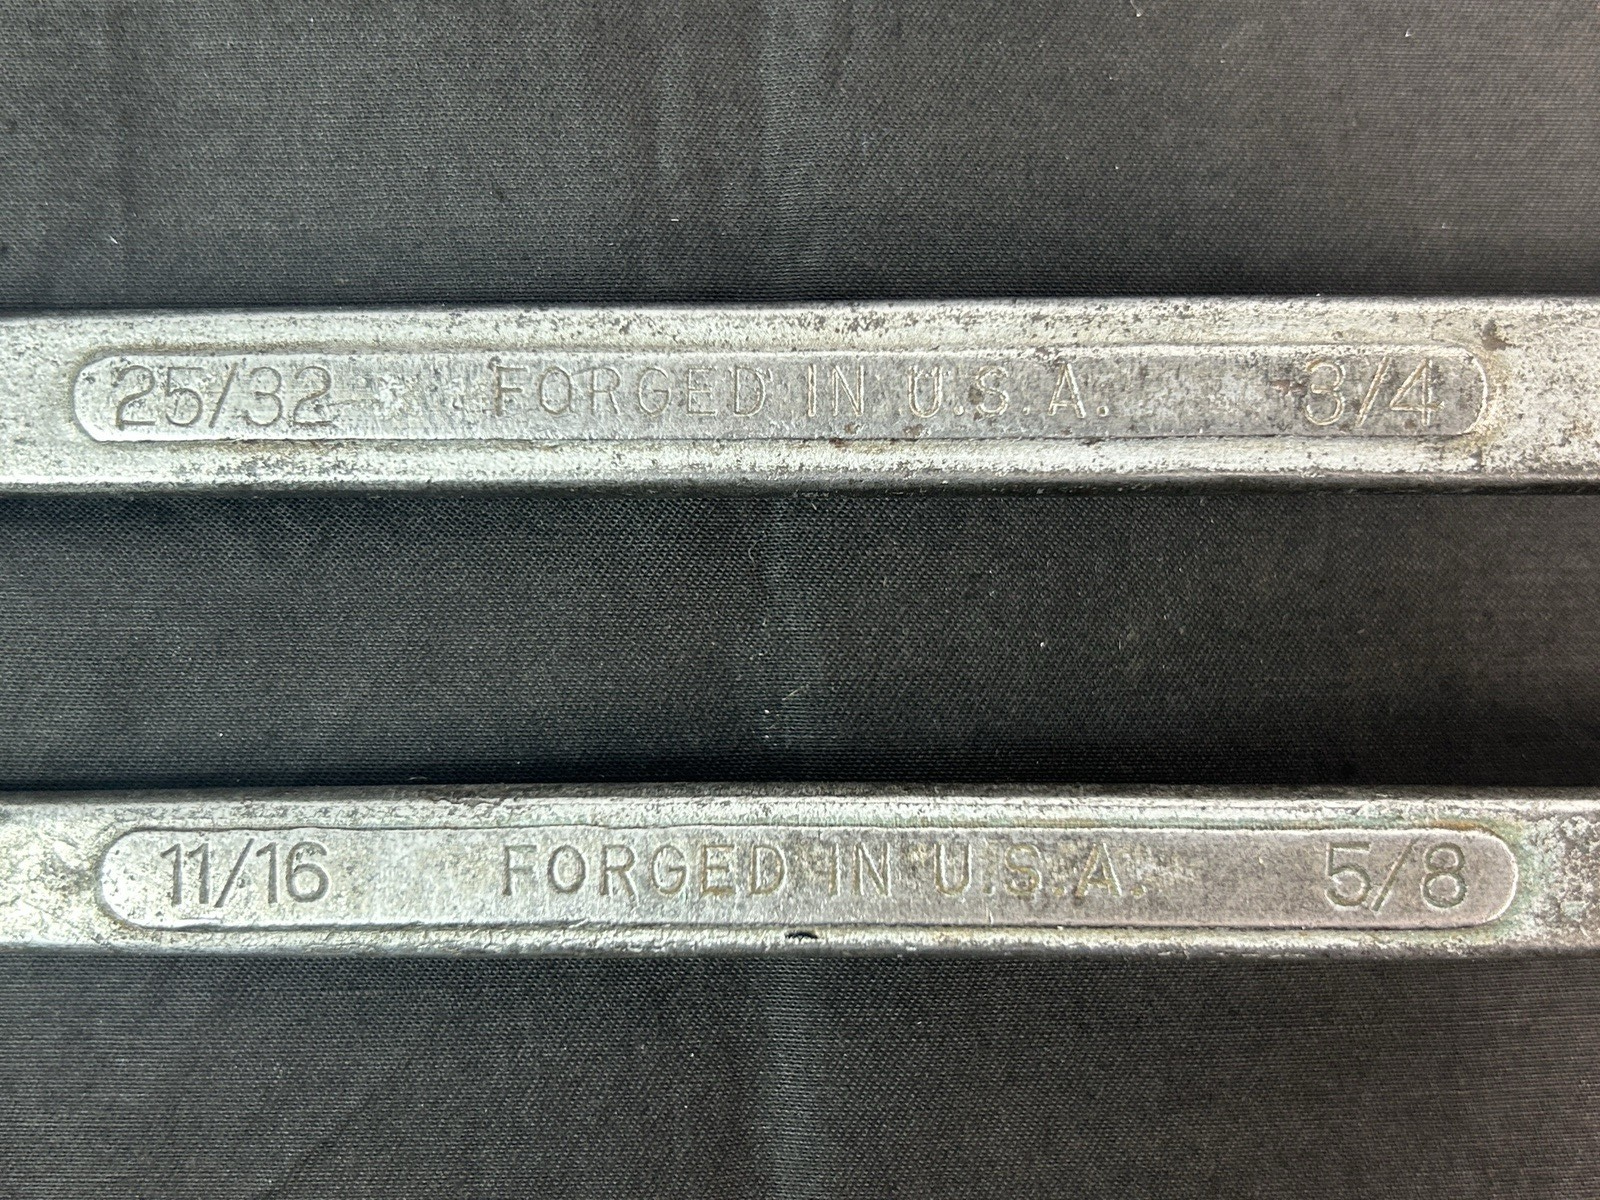 25/32 FORGED IN U.S.A. 3/4
11/16 FORGED IN U.S.A. 5/8